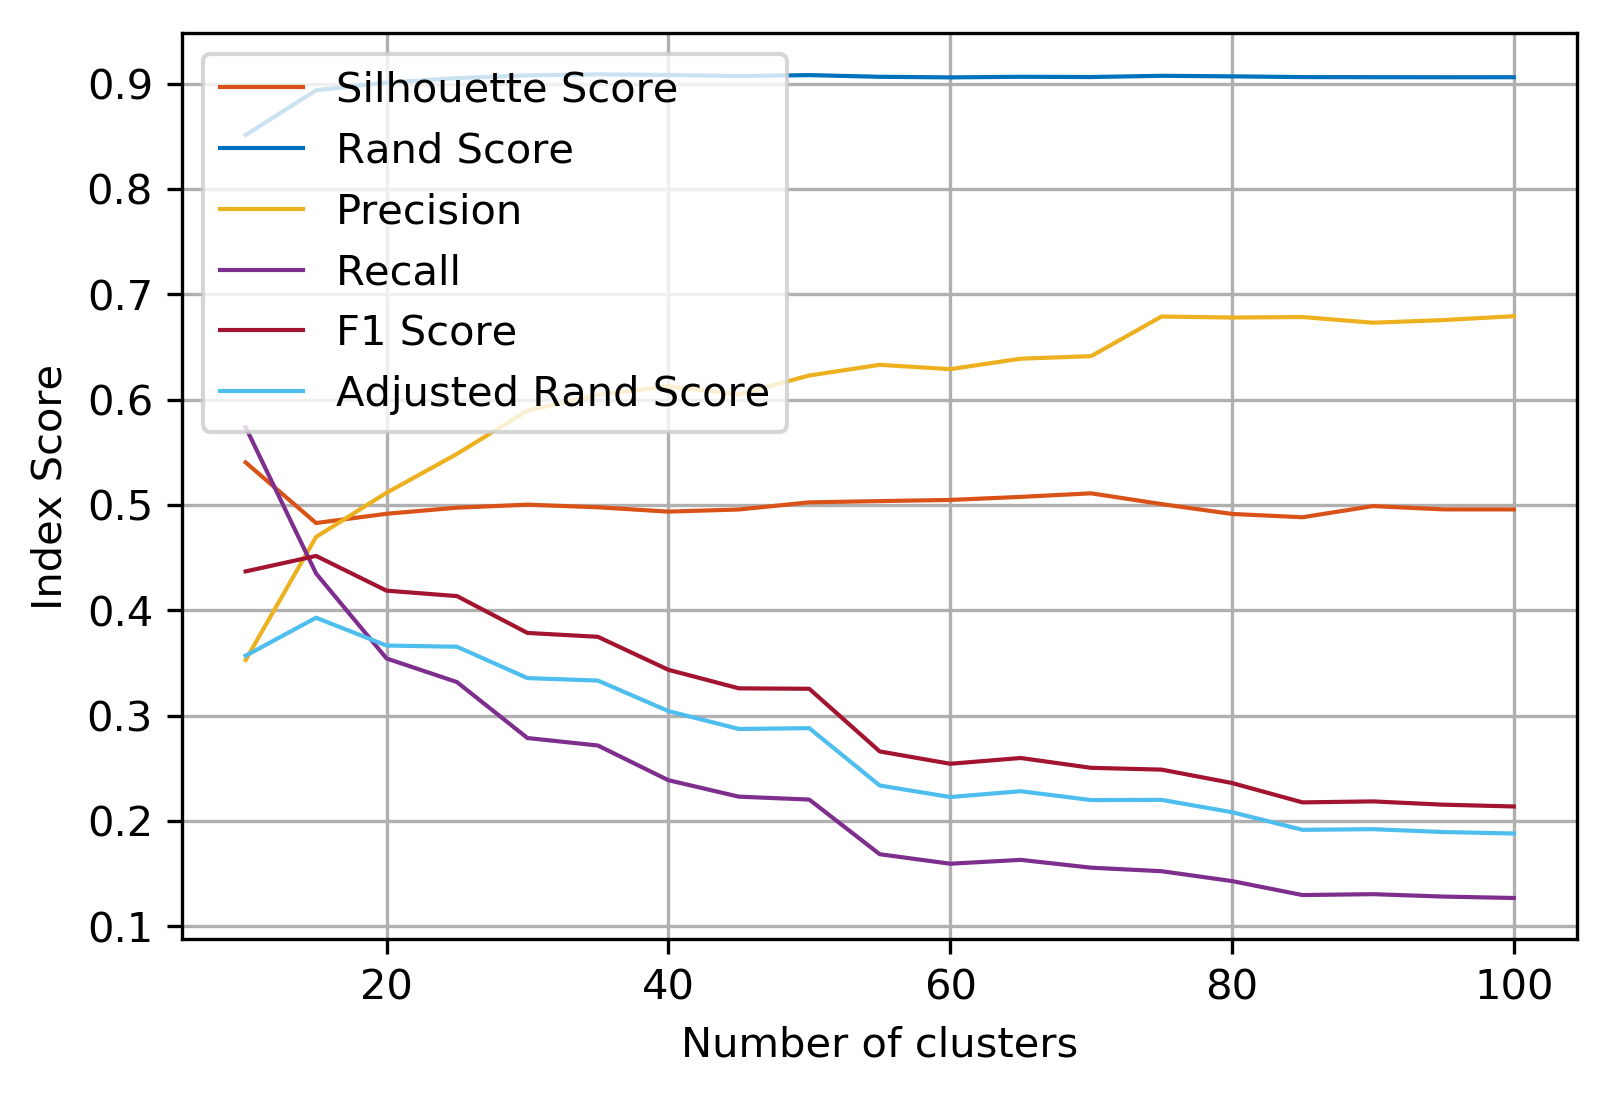 Silhouette Score
Rand Score
Precision
Recall
F1 Score
Adjusted Rand Score
0.9
0.8
0.7
0.6
0.5
0.4
0.3
0.2
0.1
Index Score
20 40 60 80 100
Number of clusters